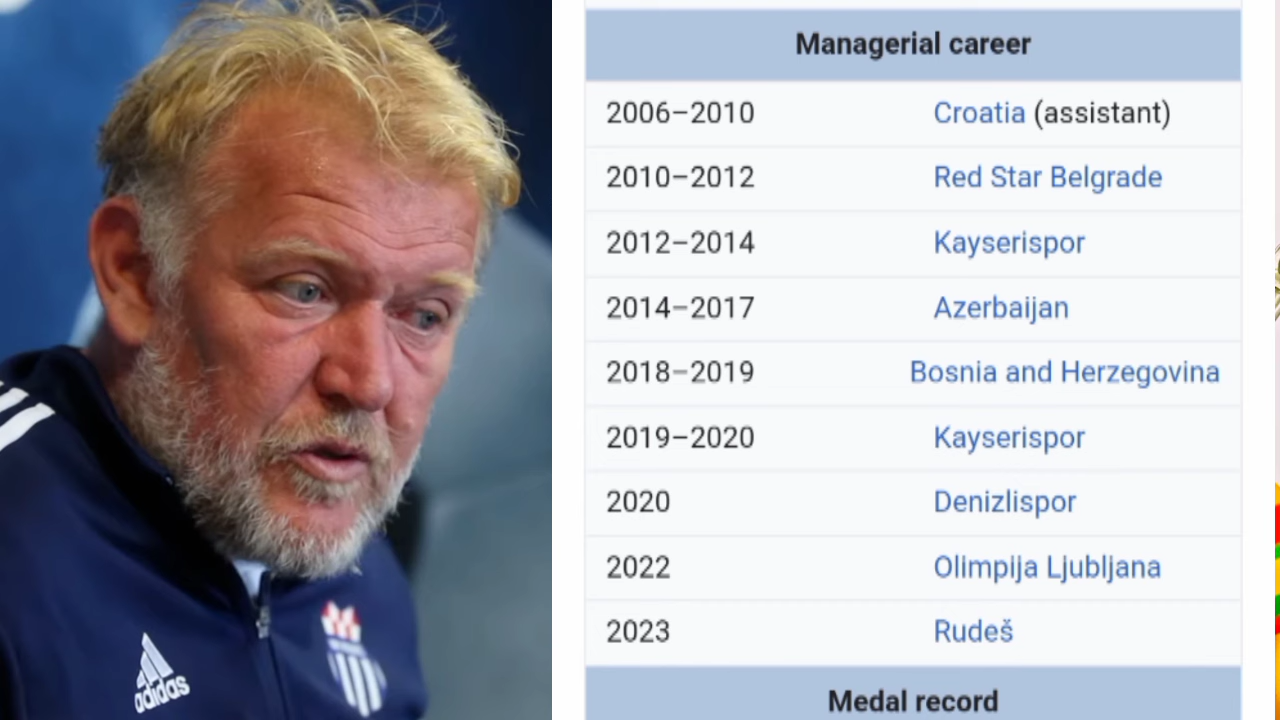 Managerial career
2006–2010 Croatia (assistant)
2010–2012 Red Star Belgrade
2012–2014 Kayserispor
2014–2017 Azerbaijan
2018–2019 Bosnia and Herzegovina
2019–2020 Kayserispor
2020 Denizlispor
2022 Olimpija Ljubljana
2023 Rudeš
Medal record
adidas